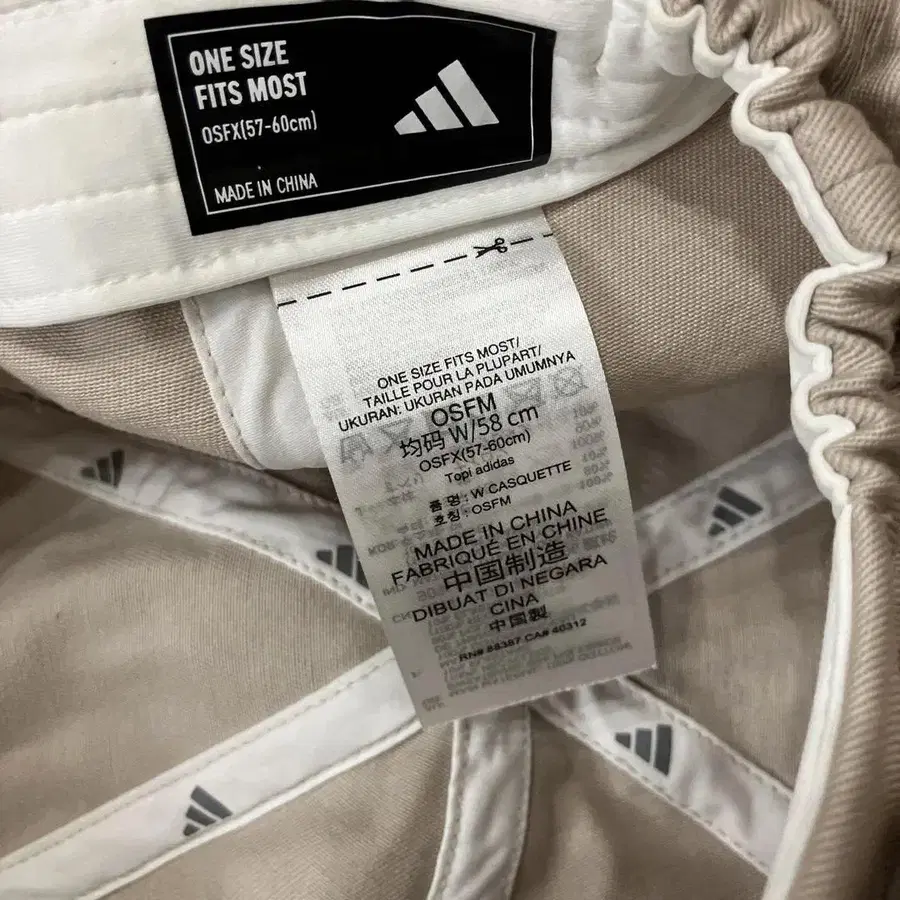 ONE SIZE
FITS MOST
OSFX(57-60cm)
MADE IN CHINA
ONE SIZE FITS MOST/
TAILLE POUR LA PLUPART/
UKURAN: UKURAN PADA UMUMNYA
OSFM
均码 W/58 cm
OSFX(57-60cm)
Topi adidas
품 명 : W CASQUETTE
호칭 : OSFM
MADE IN CHINA
FABRIQUÉ EN CHINE
中国制造
DIBUAT DI NEGARA
CINA
中国製
RN# 88387 CA# 40312